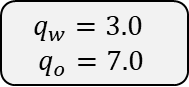 q_w = 3.0
q_o = 7.0